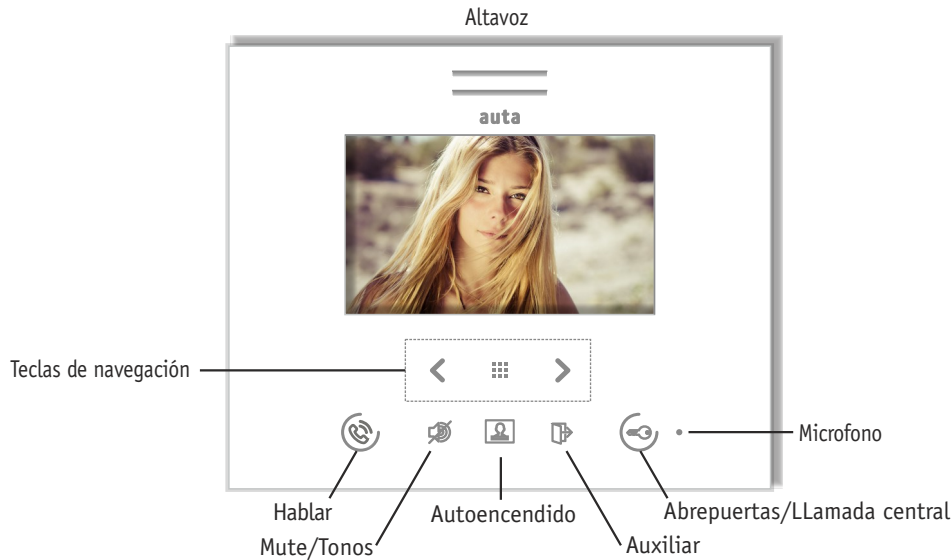 Altavoz
auta
Teclas de navegación
Microfono
Hablar
Autoencendido
Abrepuertas/LLamada central
Mute/Tonos
Auxiliar